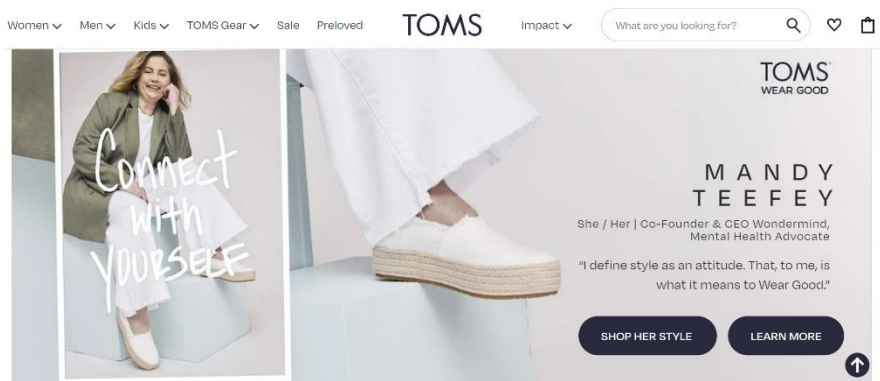 Women Men Kids TOMS Gear Sale Preloved TOMS Impact What are you looking for?
Connect
with
YOURSELF
TOMS
WEAR GOOD
MANDY
TEEFEY
She / Her | Co-Founder & CEO Wondermind,
Mental Health Advocate
“I define style as an attitude. That, to me, is
what it means to Wear Good.”
SHOP HER STYLE LEARN MORE